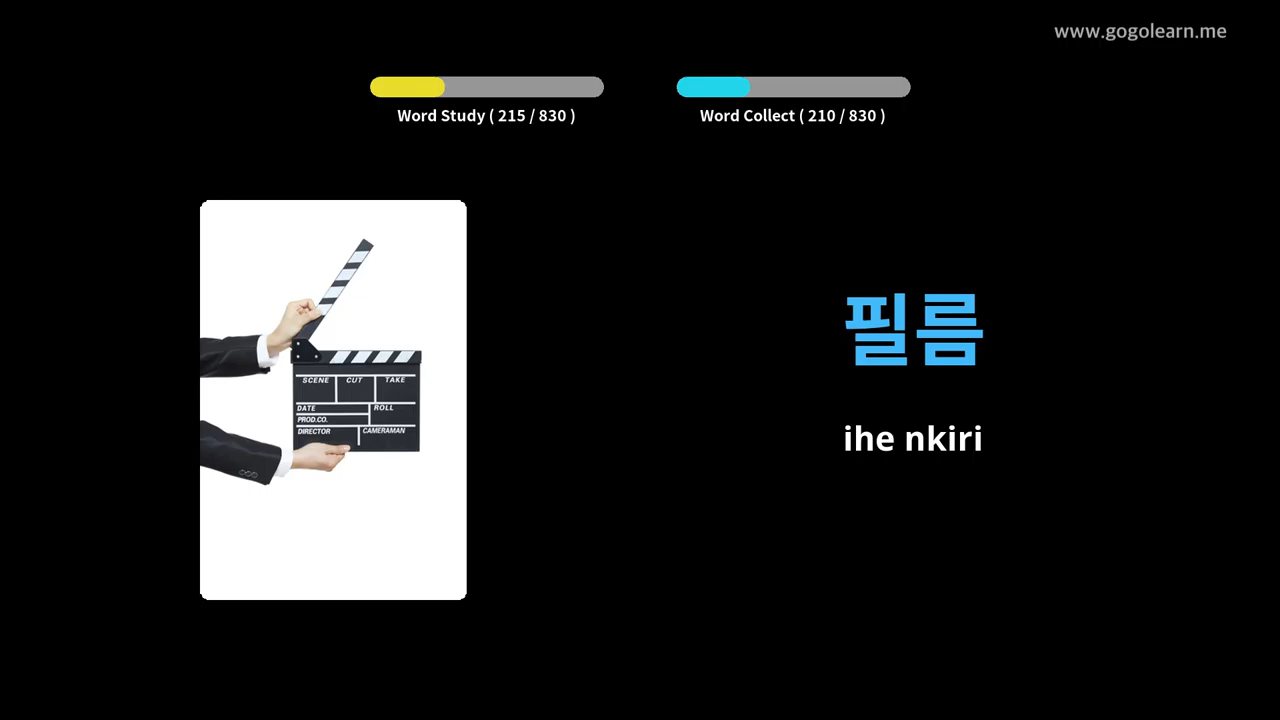 www.gogolearn.me
Word Study ( 215 / 830 )
Word Collect ( 210 / 830 )
SCENE CUT TAKE
DATE ROLL
PROD.CO.
DIRECTOR CAMERAMAN
필름
ihe nkiri